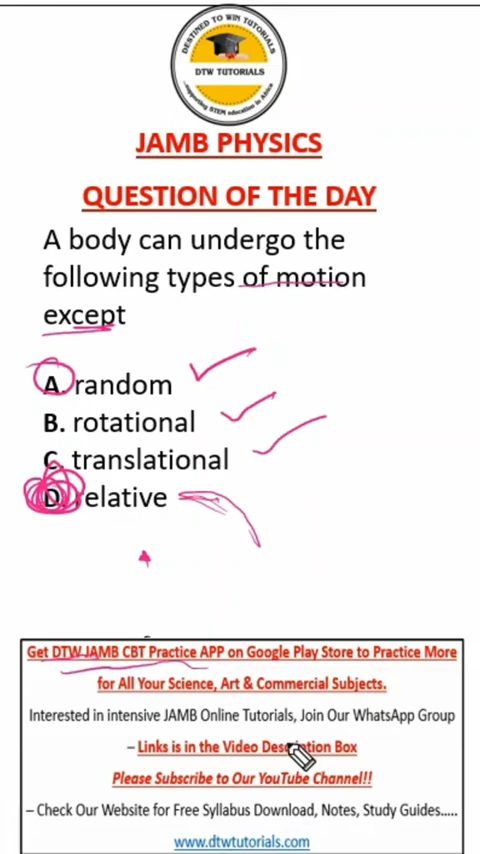 DESTINED TO WIN TUTORIALS
DTW TUTORIALS
...supporting STEM education in Africa
JAMB PHYSICS
QUESTION OF THE DAY
A body can undergo the
following types of motion
except
A. random
B. rotational
C. translational
D. relative
Get DTW JAMB CBT Practice APP on Google Play Store to Practice More
for All Your Science, Art & Commercial Subjects.
Interested in intensive JAMB Online Tutorials, Join Our WhatsApp Group
– Links is in the Video Description Box
Please Subscribe to Our YouTube Channel!!
– Check Our Website for Free Syllabus Download, Notes, Study Guides.....
www.dtwtutorials.com